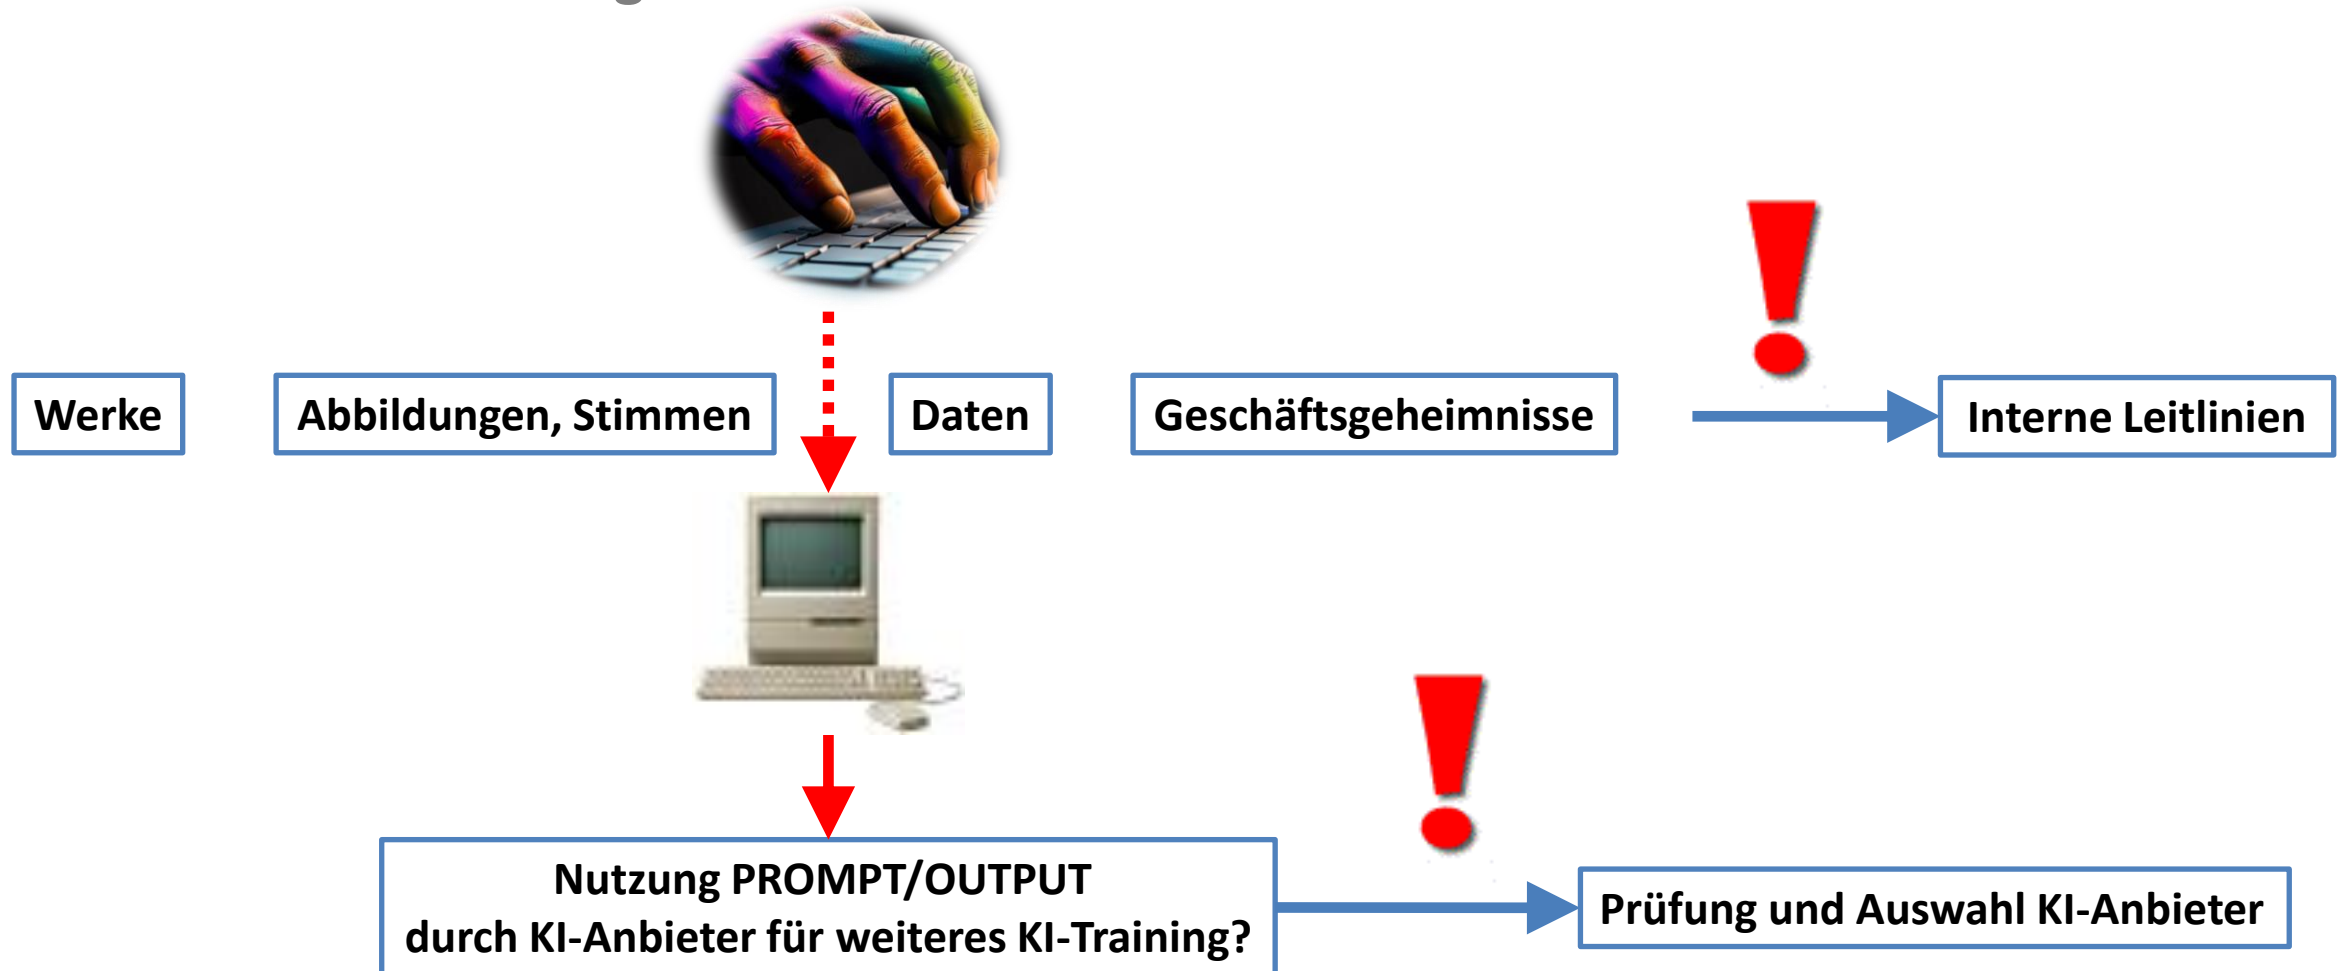 Werke
Abbildungen, Stimmen
Daten
Geschäftsgeheimnisse
Interne Leitlinien
Nutzung PROMPT/OUTPUT
durch KI-Anbieter für weiteres KI-Training?
Prüfung und Auswahl KI-Anbieter